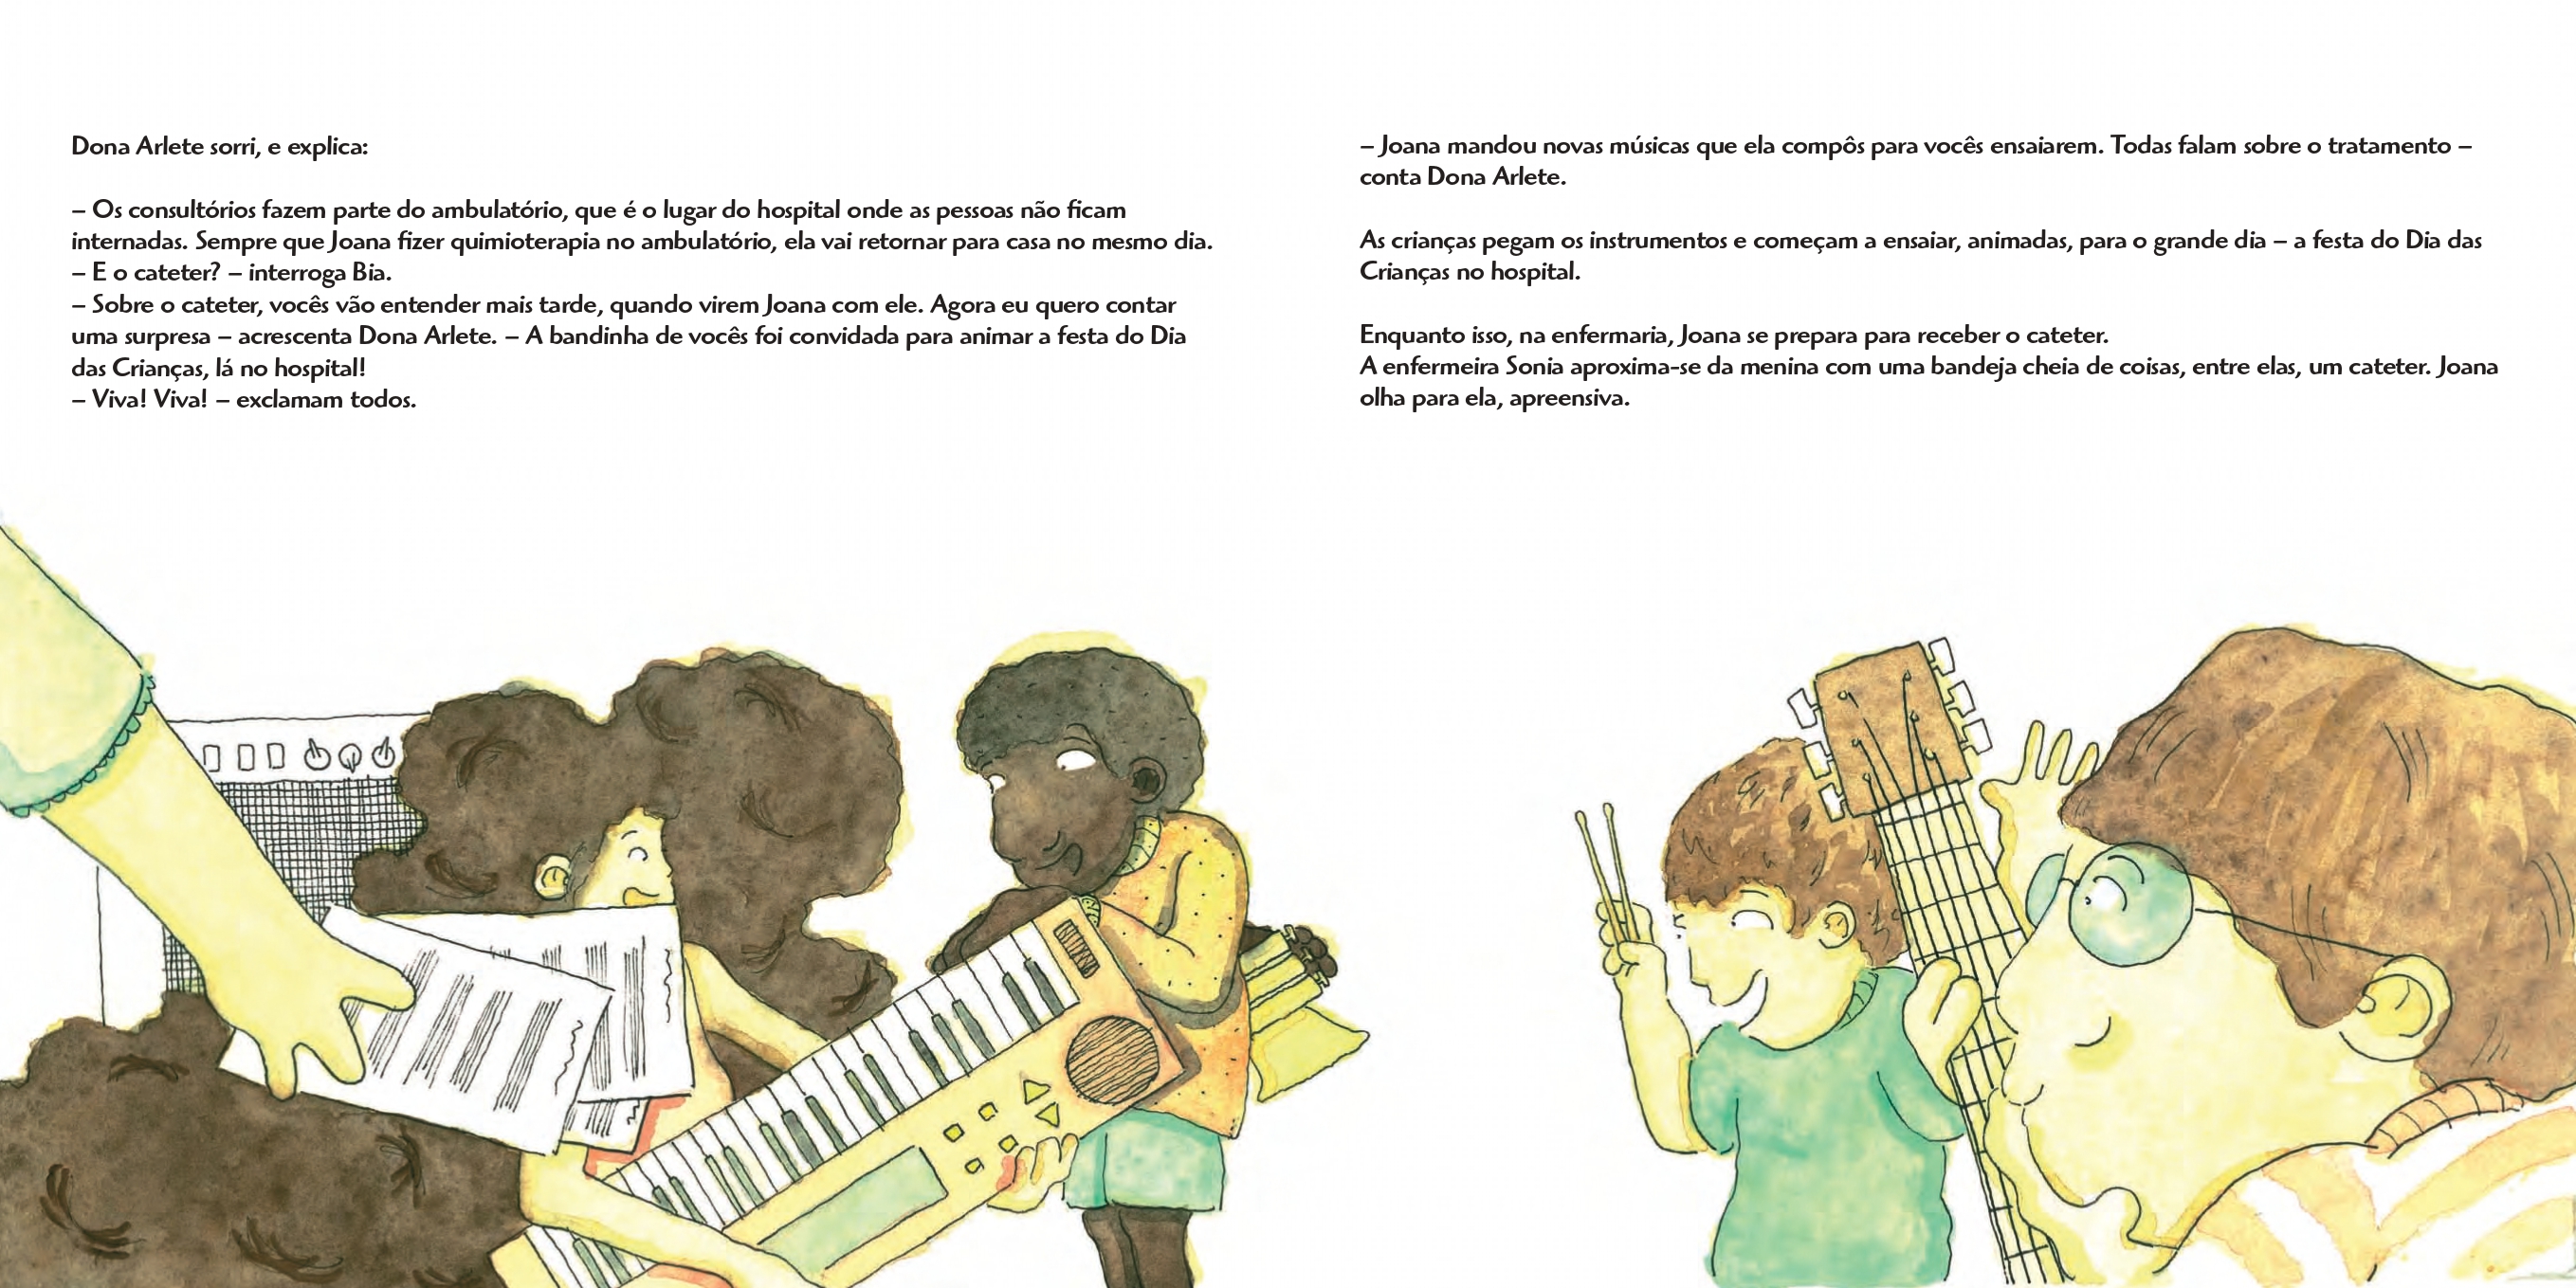 Dona Arlete sorri, e explica:
– Os consultórios fazem parte do ambulatório, que é o lugar do hospital onde as pessoas não ficam
internadas. Sempre que Joana fizer quimioterapia no ambulatório, ela vai retornar para casa no mesmo dia.
– E o cateter? – interroga Bia.
– Sobre o cateter, vocês vão entender mais tarde, quando virem Joana com ele. Agora eu quero contar
uma surpresa – acrescenta Dona Arlete. – A bandinha de vocês foi convidada para animar a festa do Dia
das Crianças, lá no hospital!
– Viva! Viva! – exclamam todos.
– Joana mandou novas músicas que ela compôs para vocês ensaiarem. Todas falam sobre o tratamento –
conta Dona Arlete.
As crianças pegam os instrumentos e começam a ensaiar, animadas, para o grande dia – a festa do Dia das
Crianças no hospital.
Enquanto isso, na enfermaria, Joana se prepara para receber o cateter.
A enfermeira Sonia aproxima-se da menina com uma bandeja cheia de coisas, entre elas, um cateter. Joana
olha para ela, apreensiva.